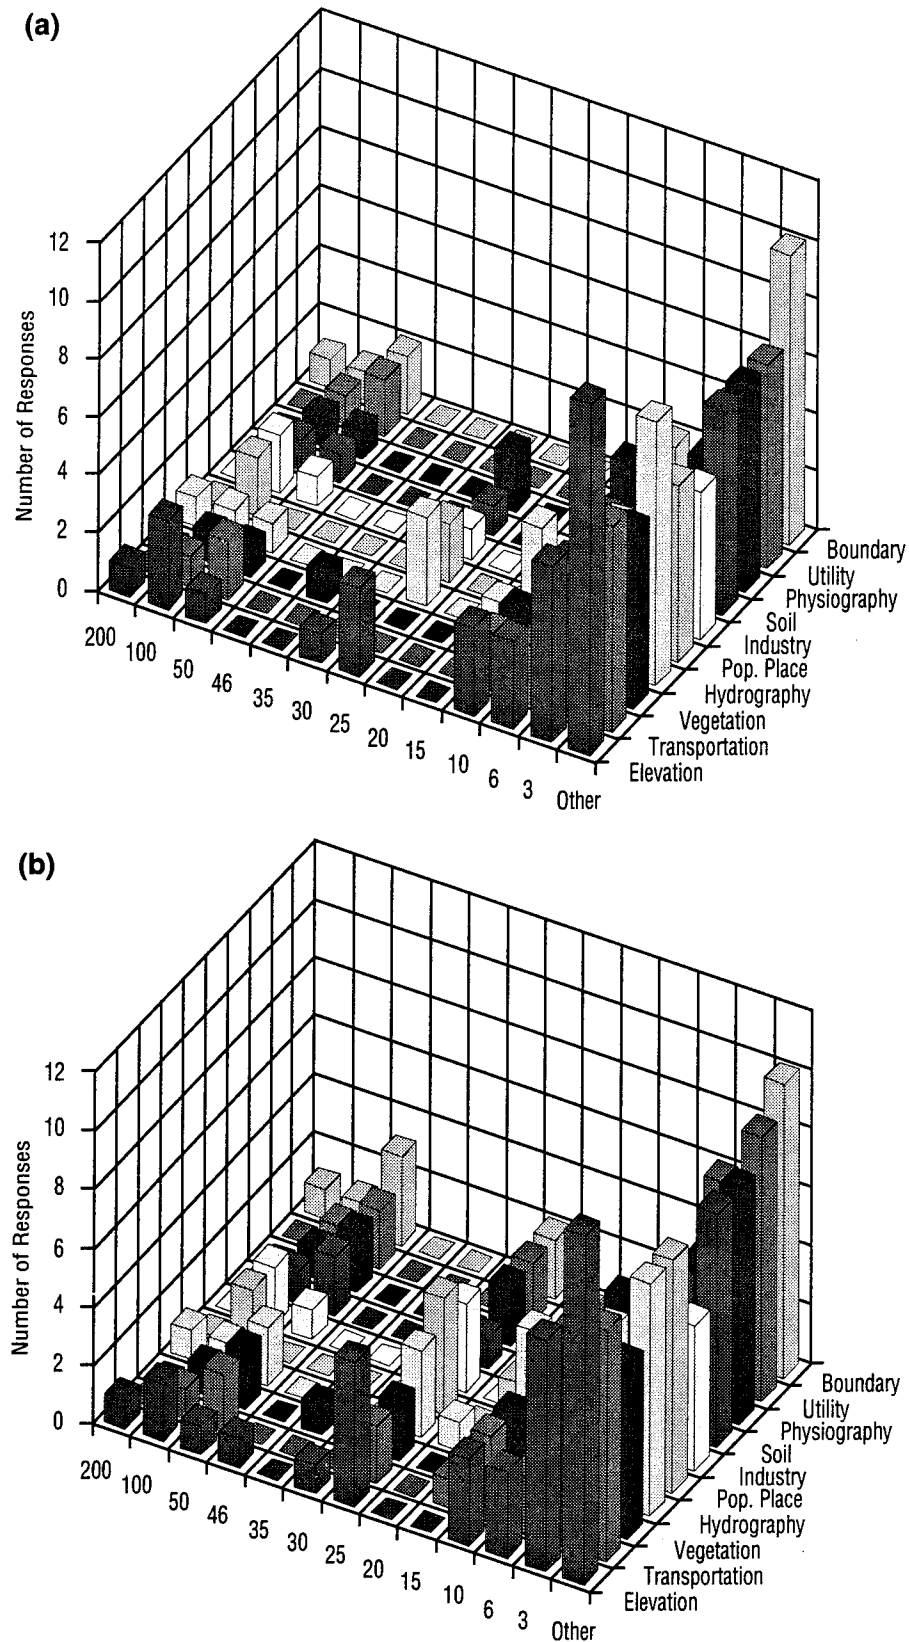 (a)
12
10
8
6
4
2
0
Number of Responses
200
100
50
46
35
30
25
20
15
10
6
3
Other
Boundary
Utility
Physiography
Soil
Industry
Pop. Place
Hydrography
Vegetation
Transportation
Elevation
(b)
12
10
8
6
4
2
0
Number of Responses
200
100
50
46
35
30
25
20
15
10
6
3
Other
Boundary
Utility
Physiography
Soil
Industry
Pop. Place
Hydrography
Vegetation
Transportation
Elevation